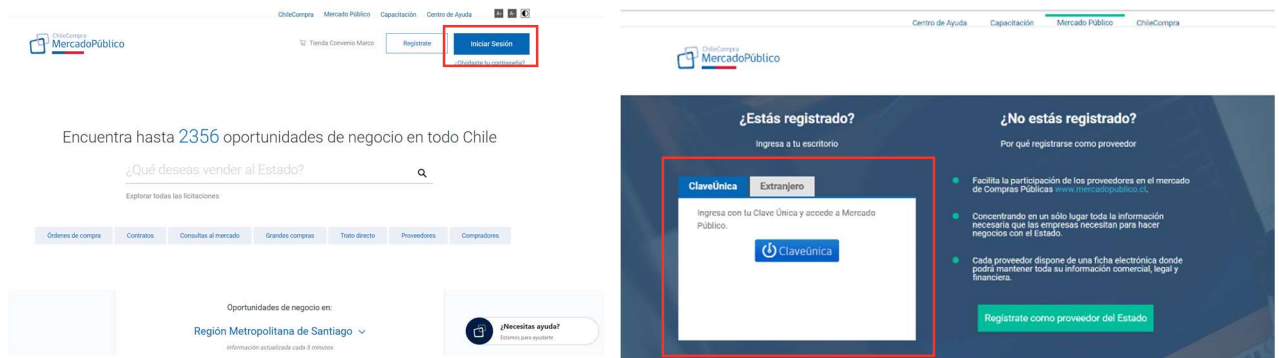 ChileCompra Mercado Público Capacitación Centro de Ayuda A+ A-
ChileCompra
MercadoPúblico
Tienda Convenio Marco
Regístrate
Iniciar Sesión
¿Olvidaste tu contraseña?
Encuentra hasta 2356 oportunidades de negocio en todo Chile
¿Qué deseas vender al Estado?
Explorar todas las licitaciones
Órdenes de compra Contratos Consultas al mercado Grandes compras Trato directo Proveedores Compradores
Oportunidades de negocio en:
Región Metropolitana de Santiago
Información actualizada cada 5 minutos
¿Necesitas ayuda?
Estamos para ayudarte
Centro de Ayuda Capacitación Mercado Público ChileCompra
ChileCompra
MercadoPúblico
¿Estás registrado?
Ingresa a tu escritorio
ClaveÚnica Extranjero
Ingresa con tu Clave Única y accede a Mercado
Público.
Claveúnica
¿No estás registrado?
Por qué registrarse como proveedor
Facilita la participación de los proveedores en el mercado
de Compras Públicas www.mercadopublico.cl.
Concentrando en un sólo lugar toda la información
necesaria que las empresas necesitan para hacer
negocios con el Estado.
Cada proveedor dispone de una ficha electrónica donde
podrá mantener toda su información comercial, legal y
financiera.
Regístrate como proveedor del Estado